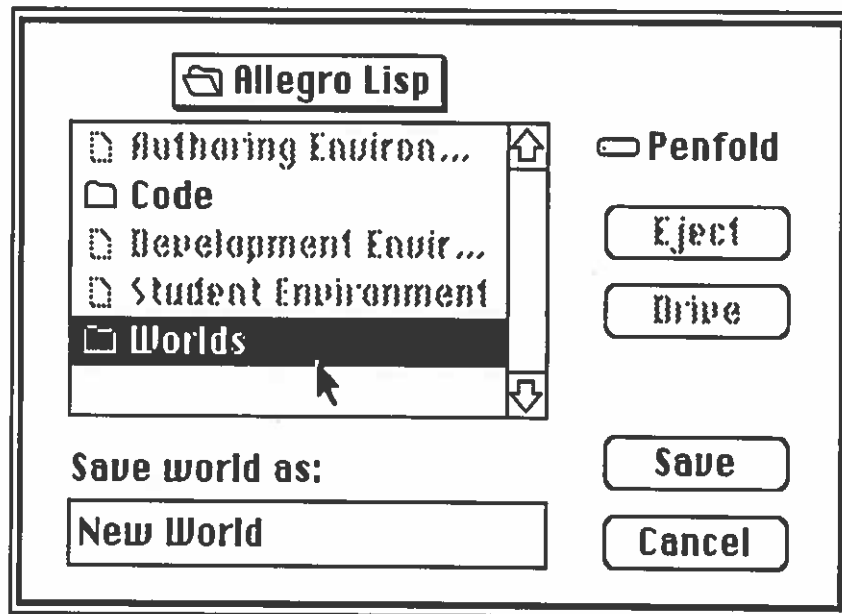 Allegro Lisp
Authoring Environ...
Code
Development Envir...
Student Environment
Worlds
Penfold
Eject
Drive
Save world as:
New World
Save
Cancel